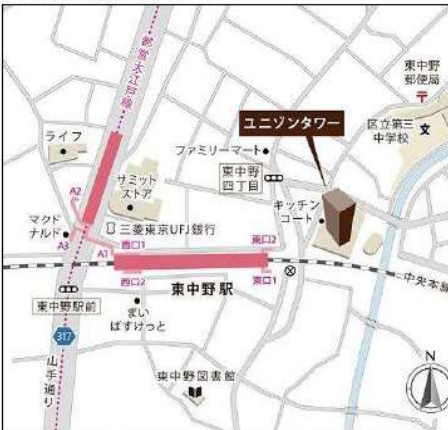 都営大江戸線
東中野
郵便局
ユニゾンタワー
ライフ
ファミリーマート
区立第三
中学校
文
A2
サミット
ストア
東中野
四丁目
キッチン
コート
マクド
ナルド
A3
三菱東京UFJ銀行
A1
西口1
東口2
西口2
東口1
中央本線
東中野駅
東中野駅前
まい
ばすけっと
317
山手通り
東中野図書館
N